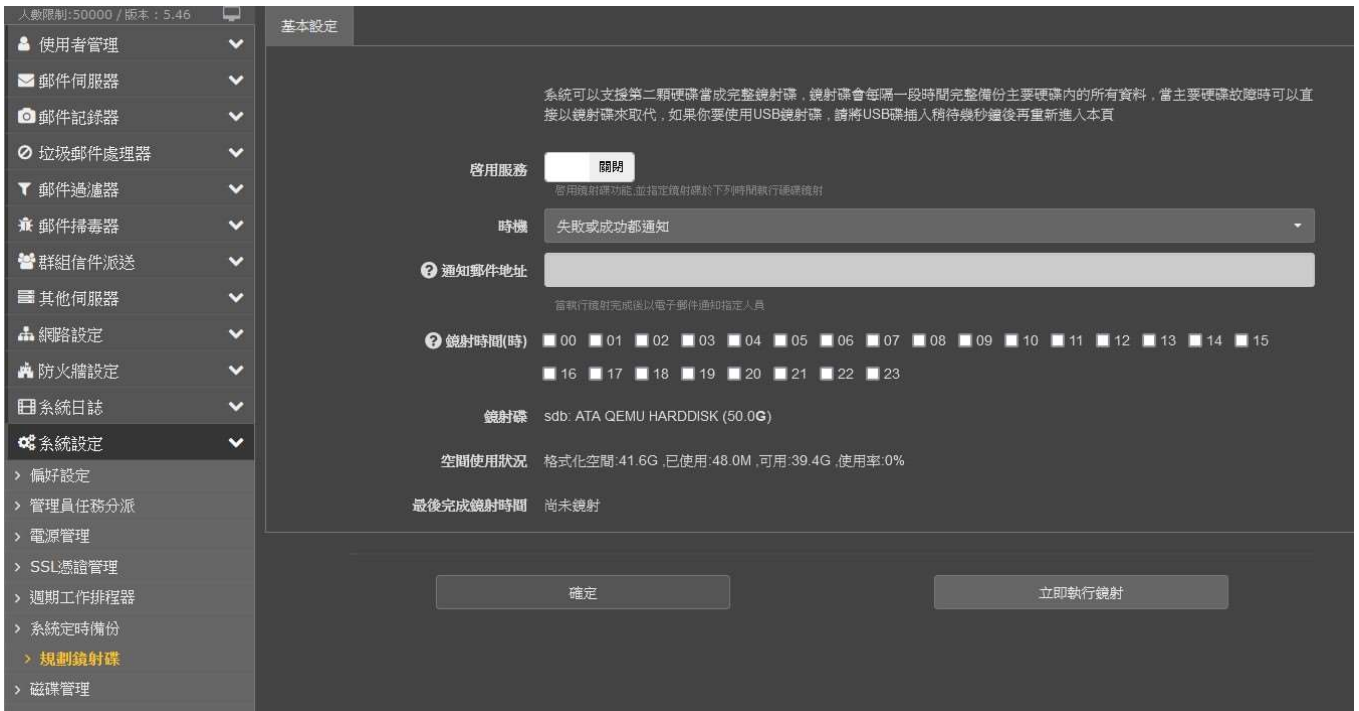 人數限制:50000 / 版本：5.46
使用者管理
郵件伺服器
郵件記錄器
垃圾郵件處理器
郵件過濾器
郵件掃毒器
群組信件派送
其他伺服器
網路設定
防火牆設定
系統日誌
系統設定
偏好設定
管理員任務分派
電源管理
SSL憑證管理
週期工作排程器
系統定時備份
規劃鏡射碟
磁碟管理
基本設定
系統可以支援第二顆硬碟當成完整鏡射碟 , 鏡射碟會每隔一段時間完整備份主要硬碟內的所有資料 , 當主要硬碟故障時可以直
接以鏡射碟來取代 , 如果你要使用USB鏡射碟 , 請將USB碟插入稍待幾秒鐘後再重新進入本頁
啓用服務 關閉
啓用鏡射碟功能,並指定鏡射碟於下列時間執行硬碟鏡射
時機 失敗或成功都通知
通知郵件地址
當執行鏡射完成後以電子郵件通知指定人員
鏡射時間(時) 00 01 02 03 04 05 06 07 08 09 10 11 12 13 14 15
16 17 18 19 20 21 22 23
鏡射碟 sdb: ATA QEMU HARDDISK (50.0G)
空間使用狀況 格式化空間:41.6G ,已使用:48.0M ,可用:39.4G ,使用率:0%
最後完成鏡射時間 尚未鏡射
確定 立即執行鏡射